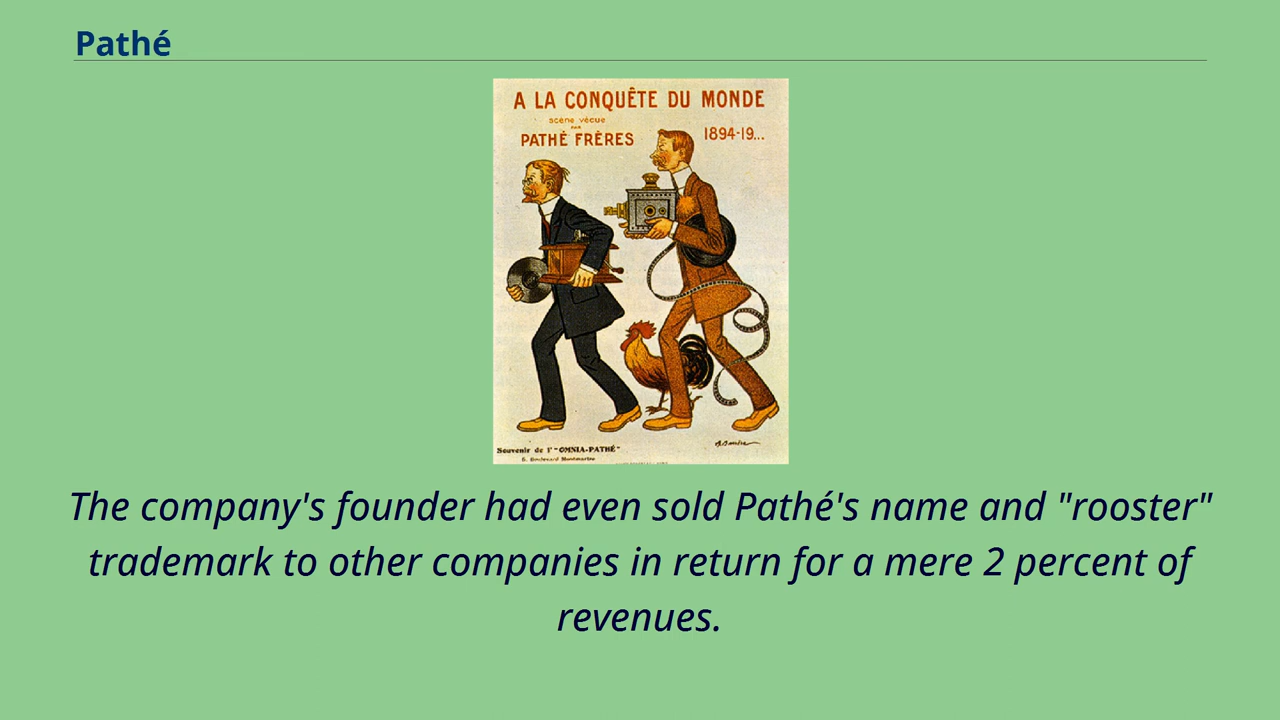 Pathé
A LA CONQUÊTE DU MONDE
scène vécue
PAR
PATHÉ FRÈRES
1894-19...
Souvenir de l'"OMNIA-PATHÉ"
5, Boulevard Montmartre
The company's founder had even sold Pathé's name and "rooster"
trademark to other companies in return for a mere 2 percent of
revenues.